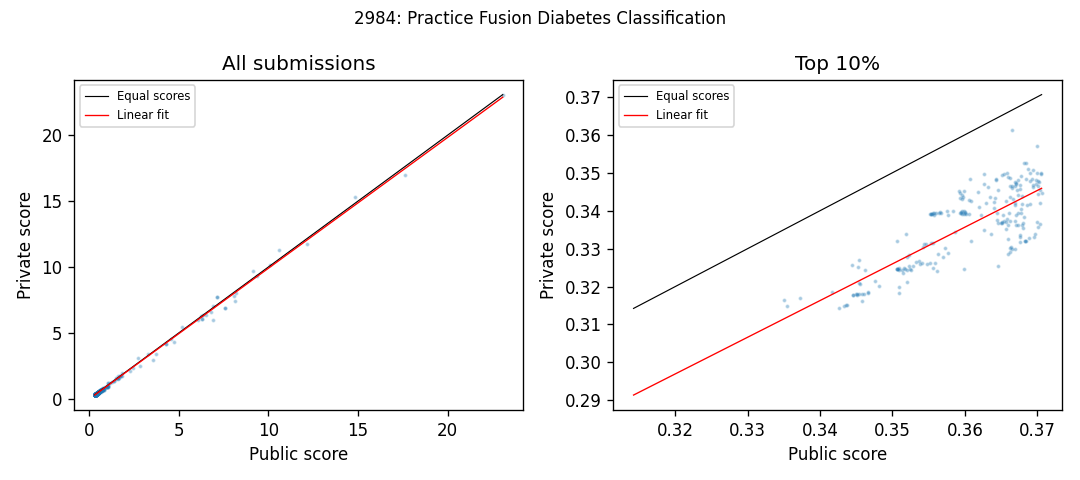 2984: Practice Fusion Diabetes Classification
All submissions
Equal scores
Linear fit
Private score
20
15
10
5
0
0
5
10
15
20
Public score
Top 10%
Equal scores
Linear fit
Private score
0.37
0.36
0.35
0.34
0.33
0.32
0.31
0.30
0.29
0.32
0.33
0.34
0.35
0.36
0.37
Public score